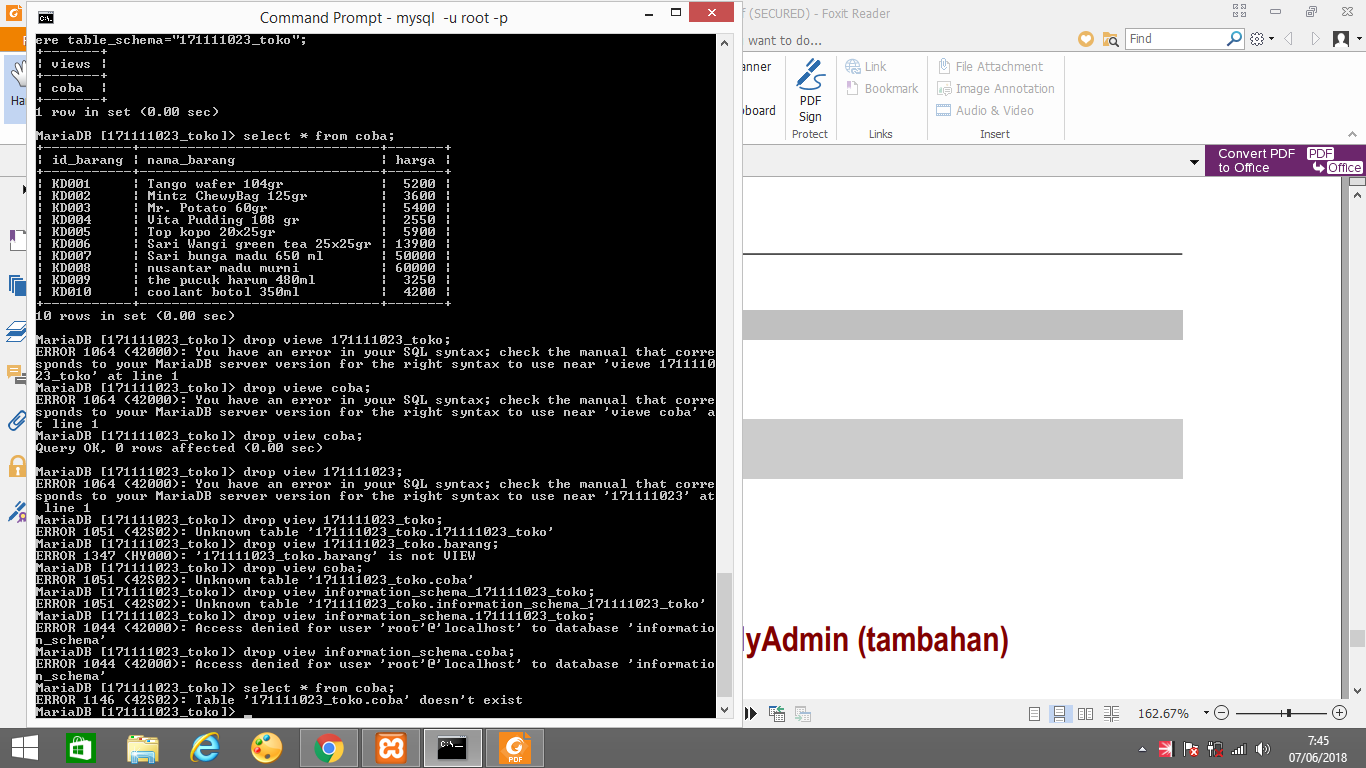 Command Prompt - mysql  -u root -p
f (SECURED) - Foxit Reader
ere table_schema="171111023_toko";
+-------+
| views |
+-------+
| coba  |
+-------+
1 row in set (0.00 sec)
MariaDB [171111023_toko]> select * from coba;
+-----------+------------------------------+-------+
| id_barang | nama_barang                  | harga |
+-----------+------------------------------+-------+
| KD001     | Tango wafer 104gr            |  5200 |
| KD002     | Mintz ChewyBag 125gr         |  3600 |
| KD003     | Mr. Potato 60gr              |  5400 |
| KD004     | Vita Pudding 108 gr          |  2550 |
| KD005     | Top kopo 20x25gr             |  5900 |
| KD006     | Sari Wangi green tea 25x25gr | 13900 |
| KD007     | Sari bunga madu 650 ml       | 50000 |
| KD008     | nusantar madu murni          | 60000 |
| KD009     | the pucuk harum 480ml        |  3250 |
| KD010     | coolant botol 350ml          |  4200 |
+-----------+------------------------------+-------+
10 rows in set (0.00 sec)
MariaDB [171111023_toko]> drop viewe 171111023_toko;
ERROR 1064 (42000): You have an error in your SQL syntax; check the manual that corre
sponds to your MariaDB server version for the right syntax to use near 'viewe 1711110
23_toko' at line 1
MariaDB [171111023_toko]> drop viewe coba;
ERROR 1064 (42000): You have an error in your SQL syntax; check the manual that corre
sponds to your MariaDB server version for the right syntax to use near 'viewe coba' a
t line 1
MariaDB [171111023_toko]> drop view coba;
Query OK, 0 rows affected (0.00 sec)
MariaDB [171111023_toko]> drop view 171111023;
ERROR 1064 (42000): You have an error in your SQL syntax; check the manual that corre
sponds to your MariaDB server version for the right syntax to use near '171111023' at
 line 1
MariaDB [171111023_toko]> drop view 171111023_toko;
ERROR 1051 (42S02): Unknown table '171111023_toko.171111023_toko'
MariaDB [171111023_toko]> drop view 171111023_toko.barang;
ERROR 1347 (HY000): '171111023_toko.barang' is not VIEW
MariaDB [171111023_toko]> drop view coba;
ERROR 1051 (42S02): Unknown table '171111023_toko.coba'
MariaDB [171111023_toko]> drop view information_schema_171111023_toko;
ERROR 1051 (42S02): Unknown table '171111023_toko.information_schema_171111023_toko'
MariaDB [171111023_toko]> drop view information_schema.171111023_toko;
ERROR 1044 (42000): Access denied for user 'root'@'localhost' to database 'informatio
n_schema'
MariaDB [171111023_toko]> drop view information_schema.coba;
ERROR 1044 (42000): Access denied for user 'root'@'localhost' to database 'informatio
n_schema'
MariaDB [171111023_toko]> select * from coba;
ERROR 1146 (42S02): Table '171111023_toko.coba' doesn't exist
MariaDB [171111023_toko]> _
Ha
want to do...
Find
anner
pboard
PDF
Sign
Protect
Link
Bookmark
Links
File Attachment
Image Annotation
Audio & Video
Insert
Convert PDF
to Office
PDF
Office
lyAdmin (tambahan)
162.67%
PDF
7:45
07/06/2018